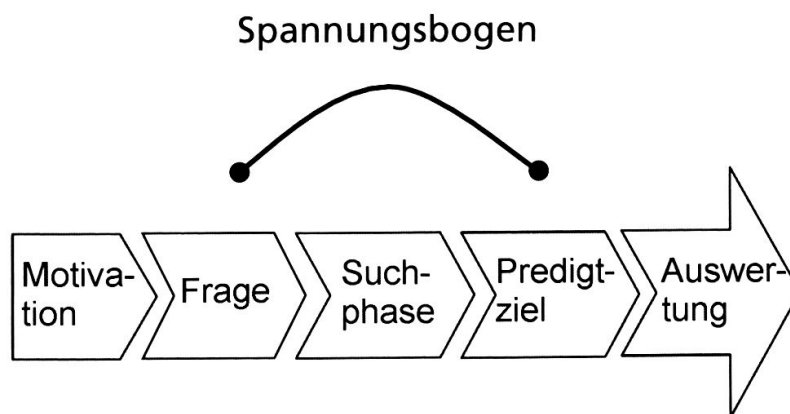 Spannungsbogen
Motiva-
tion
Frage
Such-
phase
Predigt-
ziel
Auswer-
tung